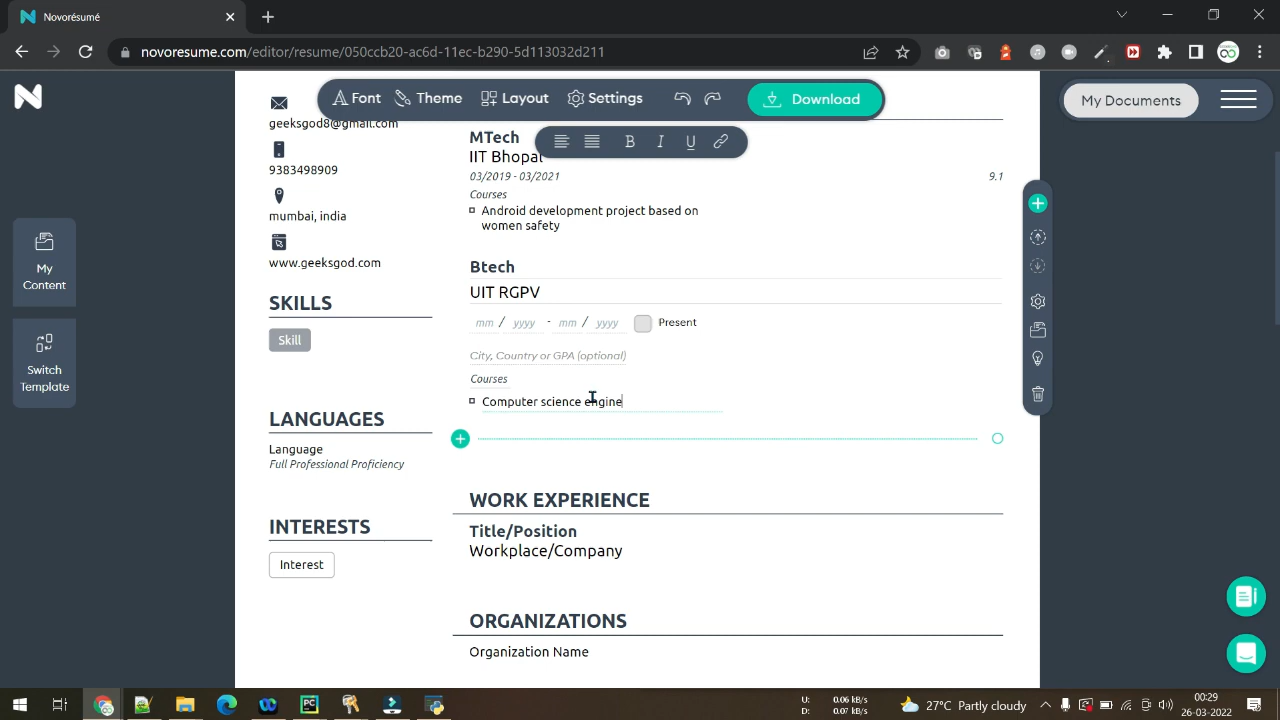 Novorésumé
novoresume.com/editor/resume/050ccb20-ac6d-11ec-b290-5d113032d211
Font
Theme
Layout
Settings
Download
My Documents
My
Content
Switch
Template
geeksgod8@gmail.com
9383498909
mumbai, india
www.geeksgod.com
SKILLS
Skill
LANGUAGES
Language
Full Professional Proficiency
INTERESTS
Interest
MTech
IIT Bhopal
B I U
03/2019 - 03/2021
9.1
Courses
Android development project based on
women safety
Btech
UIT RGPV
mm / yyyy - mm / yyyy Present
City, Country or GPA (optional)
Courses
Computer science engine
WORK EXPERIENCE
Title/Position
Workplace/Company
ORGANIZATIONS
Organization Name
U: 0.06 kB/s
D: 0.07 kB/s
27°C Partly cloudy
00:29
26-03-2022